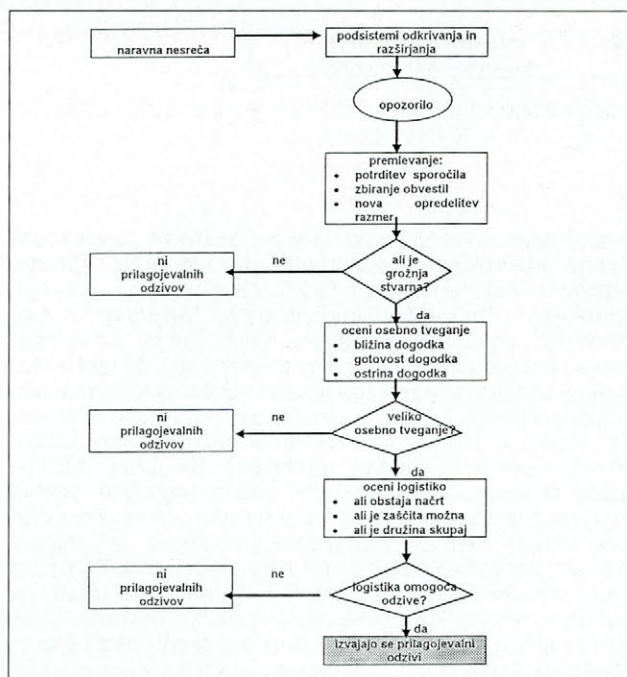 naravna nesreča
podsistemi odkrivanja in
razširjanja
opozorilo
premlevanje:
• potrditev sporočila
• zbiranje obvestil
• nova opredelitev
razmer
ali je
grožnja
stvarna?
ne
ni
prilagojevalnih
odzivov
da
oceni osebno tveganje
• bližina dogodka
• gotovost dogodka
• ostrina dogodka
veliko
osebno tveganje?
ne
ni
prilagojevalnih
odzivov
da
oceni logistiko
• ali obstaja načrt
• ali je zaščita možna
• ali je družina skupaj
logistika omogoča
odzive?
ne
ni
prilagojevalnih
odzivov
da
izvajajo se prilagojevalni
odzivi